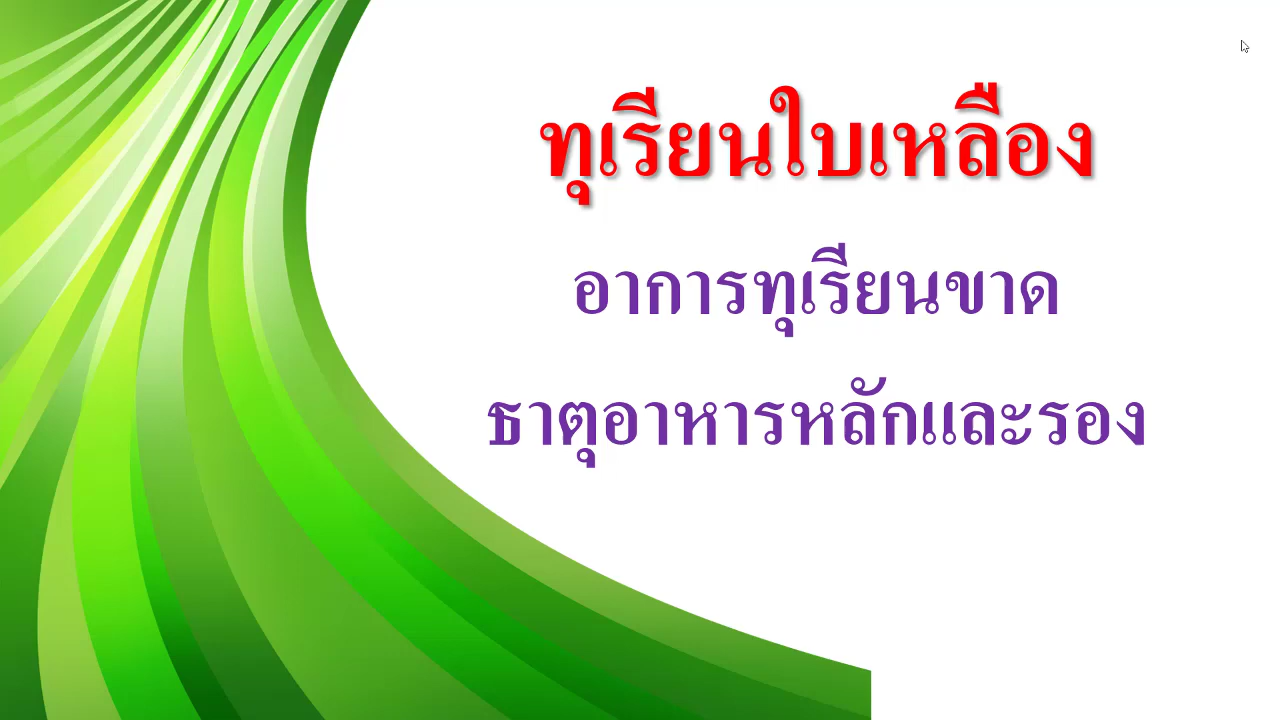 ทุเรียนใบเหลือง
อาการทุเรียนขาด
ธาตุอาหารหลักและรอง